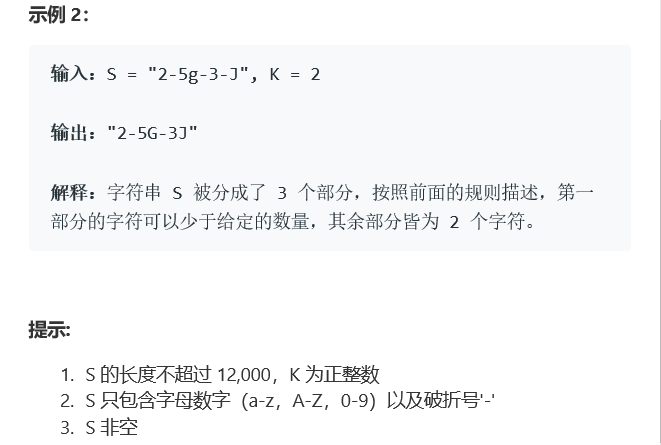 示例 2：
输入：S = "2-5g-3-J", K = 2
输出："2-5G-3J"
解释：字符串 S 被分成了 3 个部分，按照前面的规则描述，第一
部分的字符可以少于给定的数量，其余部分皆为 2 个字符。
提示:
1. S 的长度不超过 12,000，K 为正整数
2. S 只包含字母数字（a-z，A-Z，0-9）以及破折号'-'
3. S 非空